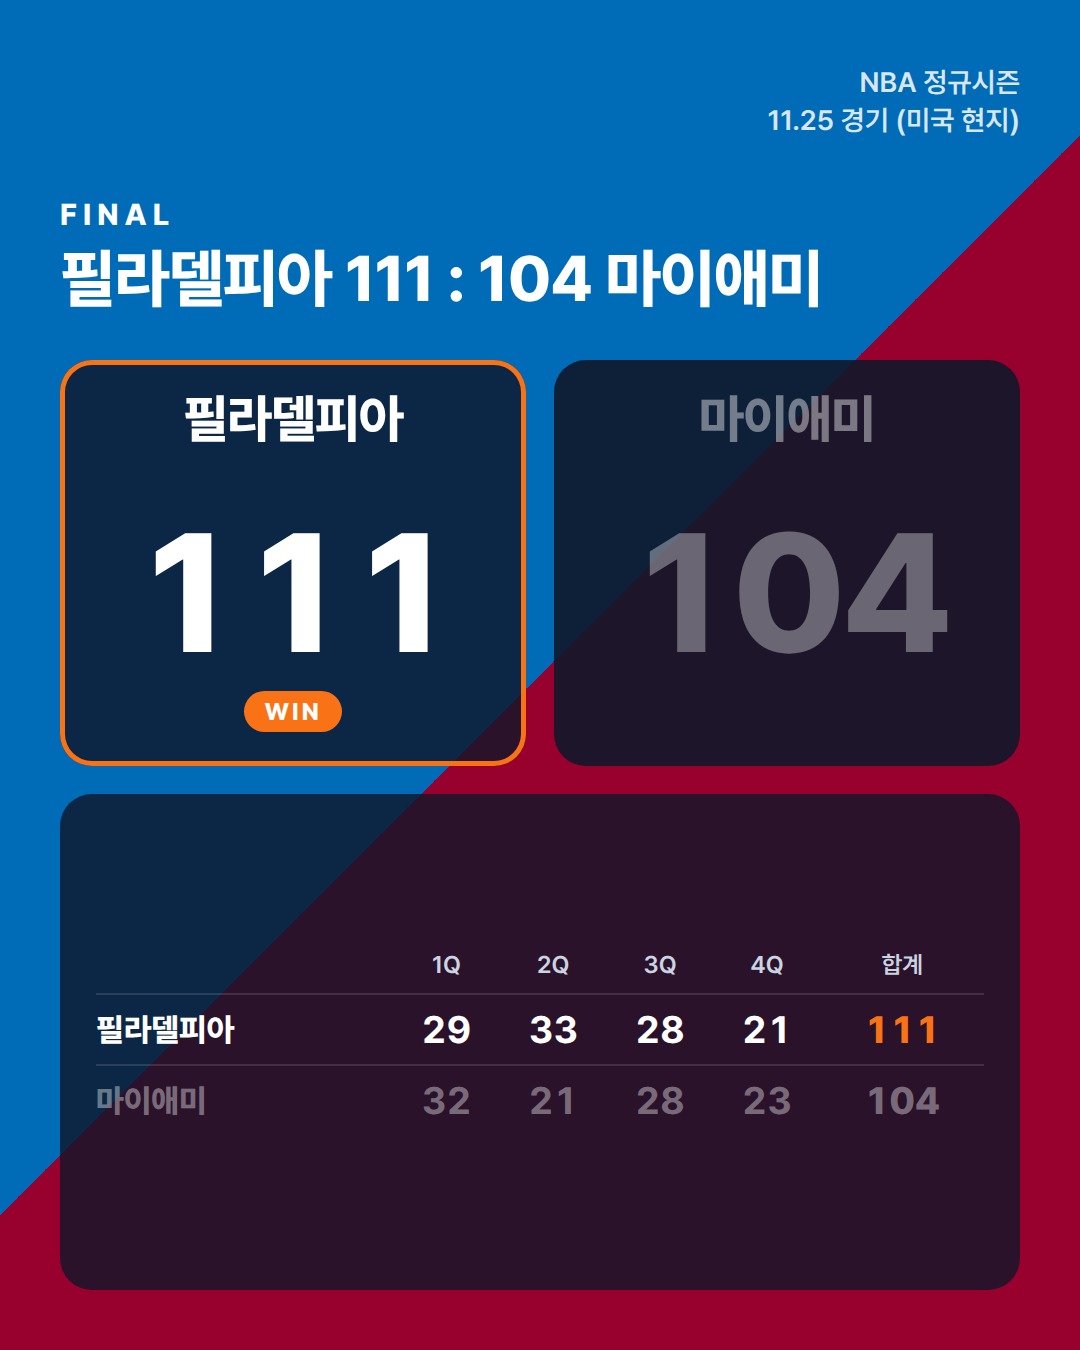 NBA 정규시즌
11.25 경기 (미국 현지)
FINAL
필라델피아 111 : 104 마이애미
필라델피아
111
WIN
마이애미
104
1Q 2Q 3Q 4Q 합계
필라델피아 29 33 28 21 111
마이애미 32 21 28 23 104